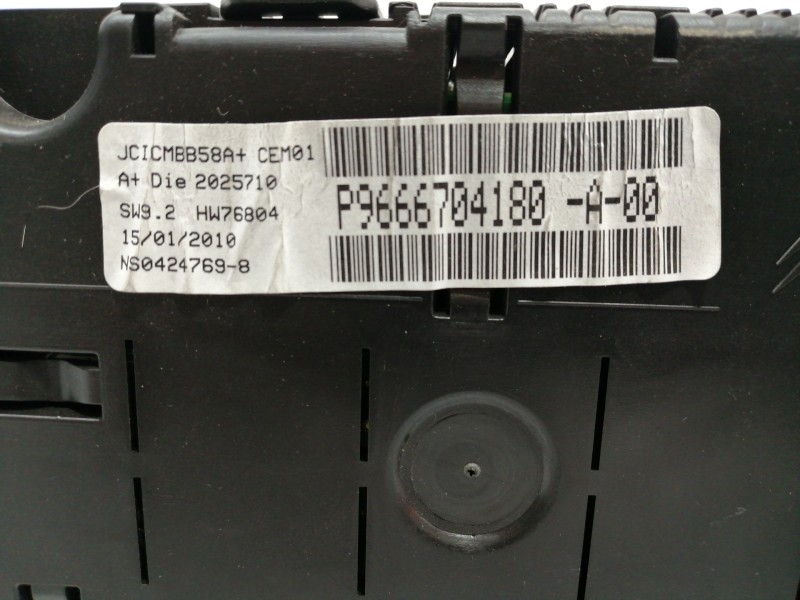 JCICMBB58A+ CEM01
A+ Die 2025710
SW9.2 HW76804
15/01/2010
NS0424769-8
P9666704180 -A-00